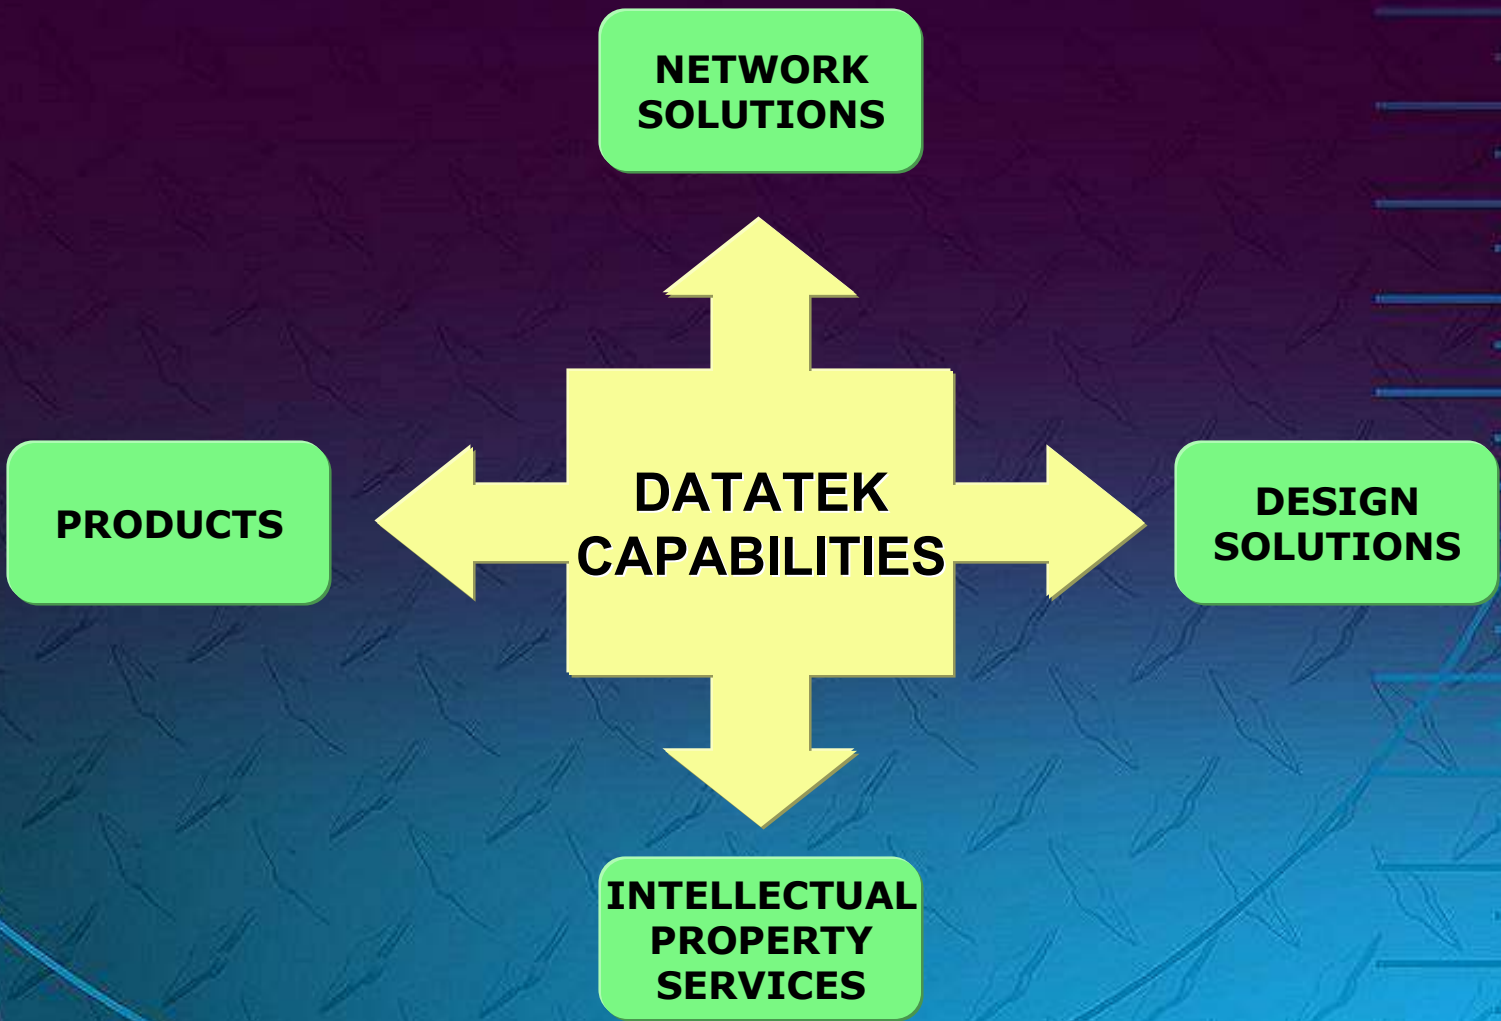 NETWORK
SOLUTIONS
PRODUCTS
DATATEK
CAPABILITIES
DESIGN
SOLUTIONS
INTELLECTUAL
PROPERTY
SERVICES